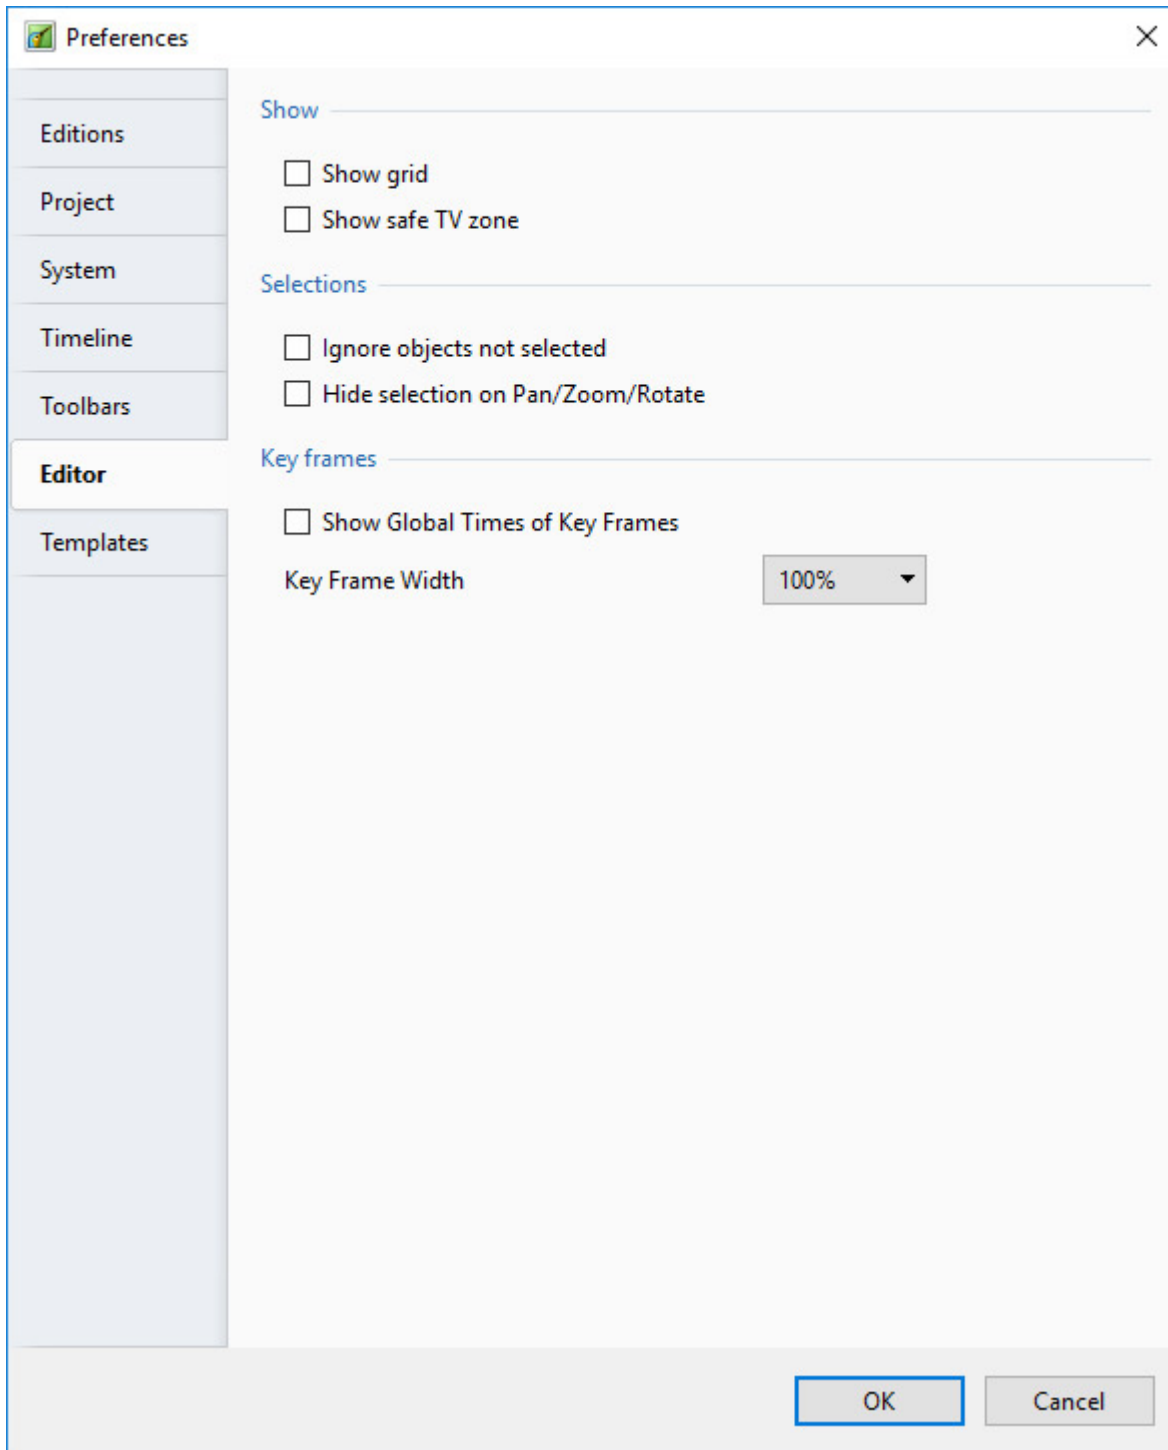 Preferences
Editions
Project
System
Timeline
Toolbars
Editor
Templates
Show
Show grid
Show safe TV zone
Selections
Ignore objects not selected
Hide selection on Pan/Zoom/Rotate
Key frames
Show Global Times of Key Frames
Key Frame Width 100%
OK Cancel